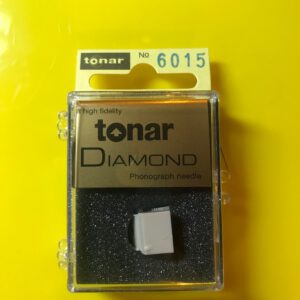 tonar No 6015
high fidelity
tonar
DIAMOND
Phonograph needle